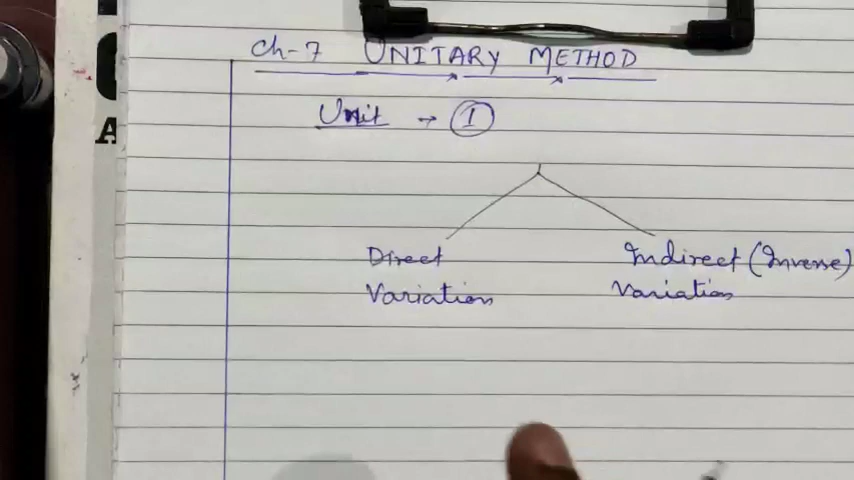 Ch-7 UNITARY METHOD
Unit → 1
Direct Indirect (Inverse)
Variation Variation
A